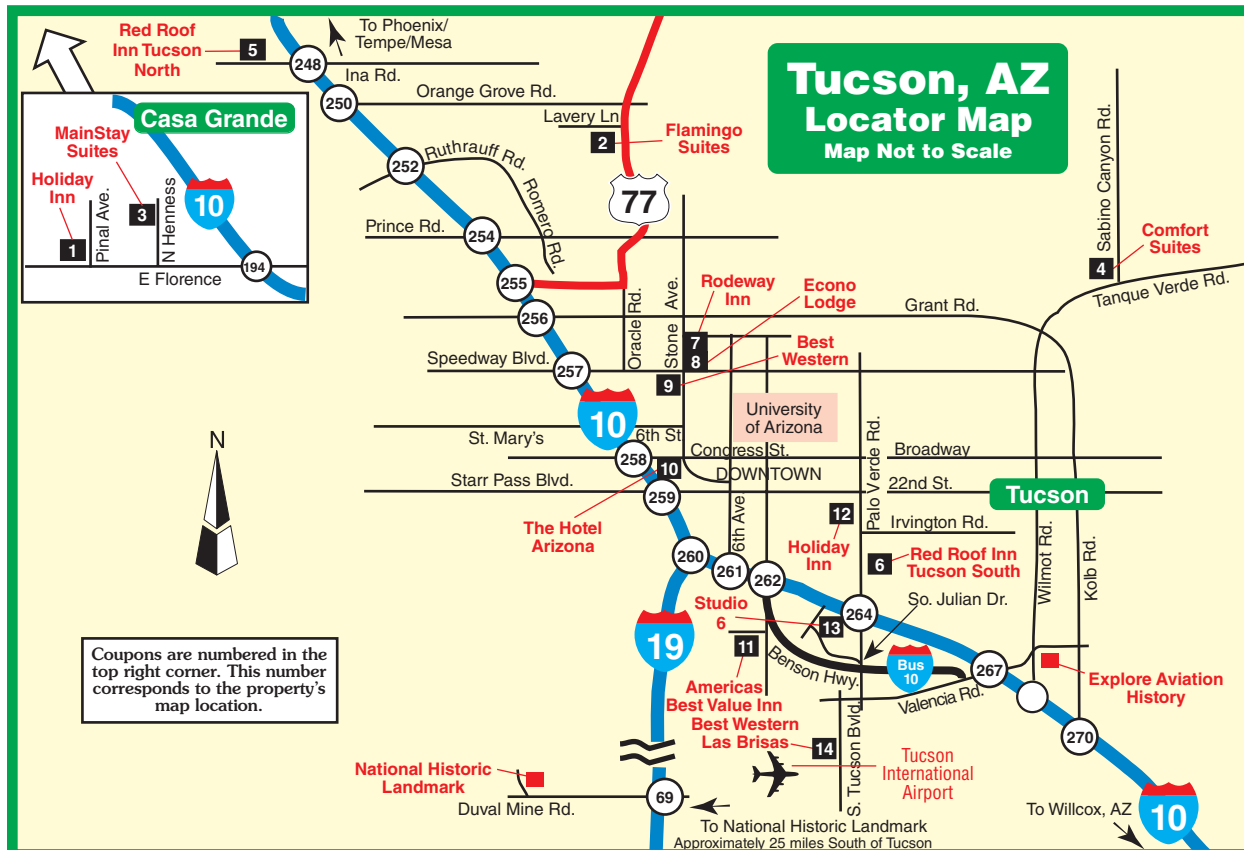 Tucson, AZ
Locator Map
Map Not to Scale
To Phoenix/
Tempe/Mesa
Red Roof
Inn Tucson
North
5
248
Ina Rd.
250
Orange Grove Rd.
Lavery Ln
2
Flamingo
Suites
Casa Grande
MainStay
Suites
Holiday
Inn
1
Pinal Ave.
3
N Henness
10
194
E Florence
252
Ruthrauff Rd.
Romero Rd.
77
Prince Rd.
254
255
Sabino Canyon Rd.
Comfort
Suites
4
Tanque Verde Rd.
256
Oracle Rd.
Stone Ave.
Rodeway
Inn
Econo
Lodge
Grant Rd.
7
8
Best
Western
Speedway Blvd.
257
9
10
University
of Arizona
Palo Verde Rd.
St. Mary's
6th St
258
Congress St.
Broadway
10
DOWNTOWN
Starr Pass Blvd.
259
22nd St.
Tucson
The Hotel
Arizona
6th Ave.
12
Holiday
Inn
Irvington Rd.
6
Red Roof Inn
Tucson South
Wilmot Rd.
Kolb Rd.
260
261
262
264
So. Julian Dr.
Studio
6
13
19
11
Benson Hwy.
Bus
10
267
Valencia Rd.
Explore Aviation
History
270
Americas
Best Value Inn
Best Western
Las Brisas
14
S. Tucson Bvld.
Tucson
International
Airport
N
Coupons are numbered in the
top right corner. This number
corresponds to the property's
map location.
National Historic
Landmark
Duval Mine Rd.
69
To National Historic Landmark
Approximately 25 miles South of Tucson
To Willcox, AZ
10